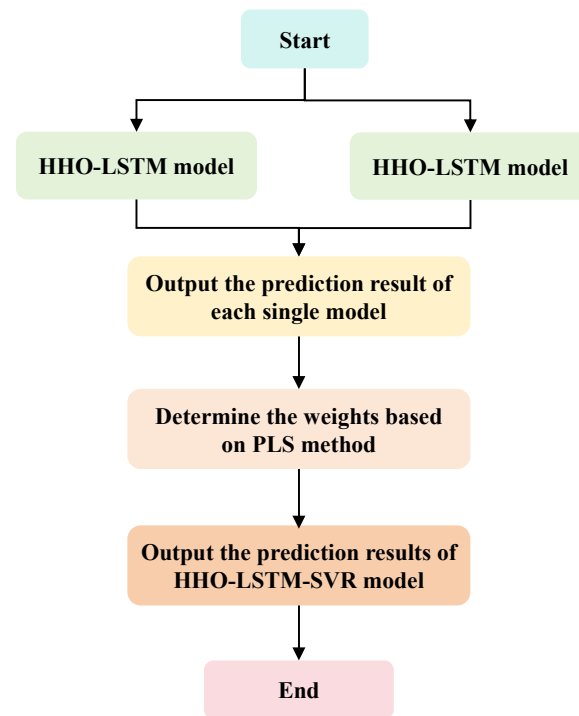 Start
HHO-LSTM model
HHO-LSTM model
Output the prediction result of
each single model
Determine the weights based
on PLS method
Output the prediction results of
HHO-LSTM-SVR model
End